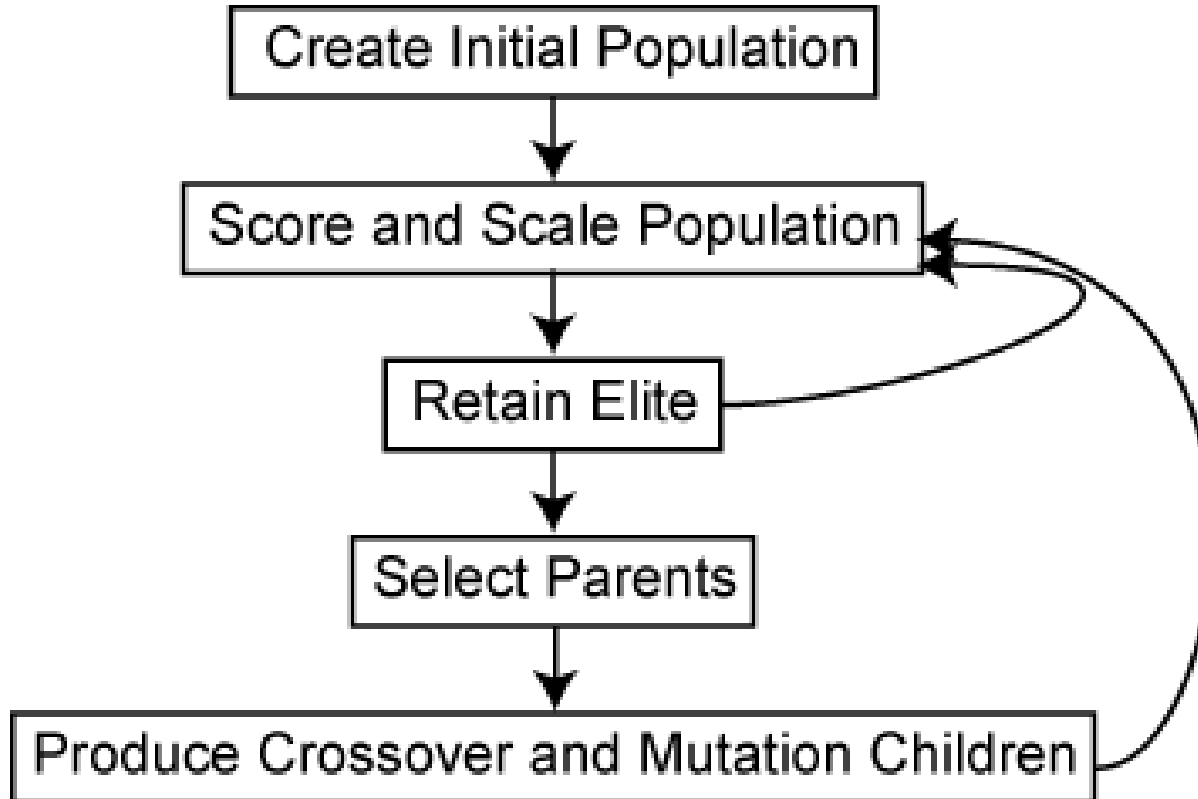 Create Initial Population
Score and Scale Population
Retain Elite
Select Parents
Produce Crossover and Mutation Children